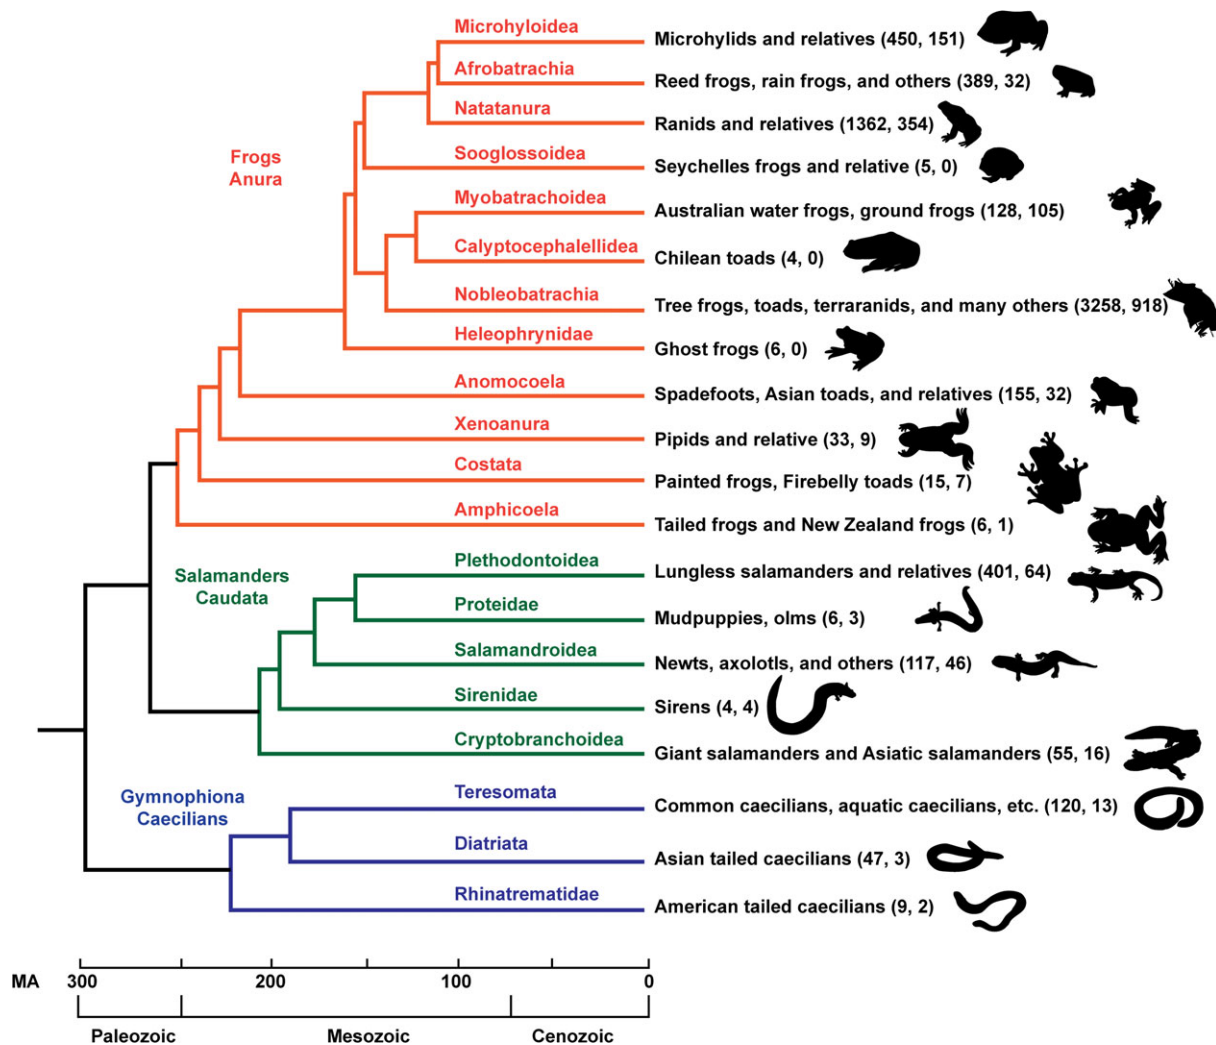 Microhyloidea
Microhylids and relatives (450, 151)
Afrobatrachia
Reed frogs, rain frogs, and others (389, 32)
Natatanura
Ranids and relatives (1362, 354)
Frogs
Anura
Sooglossoidea
Seychelles frogs and relative (5, 0)
Myobatrachoidea
Australian water frogs, ground frogs (128, 105)
Calyptocephalellidea
Chilean toads (4, 0)
Nobleobatrachia
Tree frogs, toads, terraranids, and many others (3258, 918)
Heleophrynidae
Ghost frogs (6, 0)
Anomocoela
Spadefoots, Asian toads, and relatives (155, 32)
Xenoanura
Pipids and relative (33, 9)
Costata
Painted frogs, Firebelly toads (15, 7)
Amphicoela
Tailed frogs and New Zealand frogs (6, 1)
Salamanders
Caudata
Plethodontoidea
Lungless salamanders and relatives (401, 64)
Proteidae
Mudpuppies, olms (6, 3)
Salamandroidea
Newts, axolotls, and others (117, 46)
Sirenidae
Sirens (4, 4)
Cryptobranchoidea
Giant salamanders and Asiatic salamanders (55, 16)
Gymnophiona
Caecilians
Teresomata
Common caecilians, aquatic caecilians, etc. (120, 13)
Diatriata
Asian tailed caecilians (47, 3)
Rhinatrematidae
American tailed caecilians (9, 2)
MA 300 200 100 0
Paleozoic Mesozoic Cenozoic